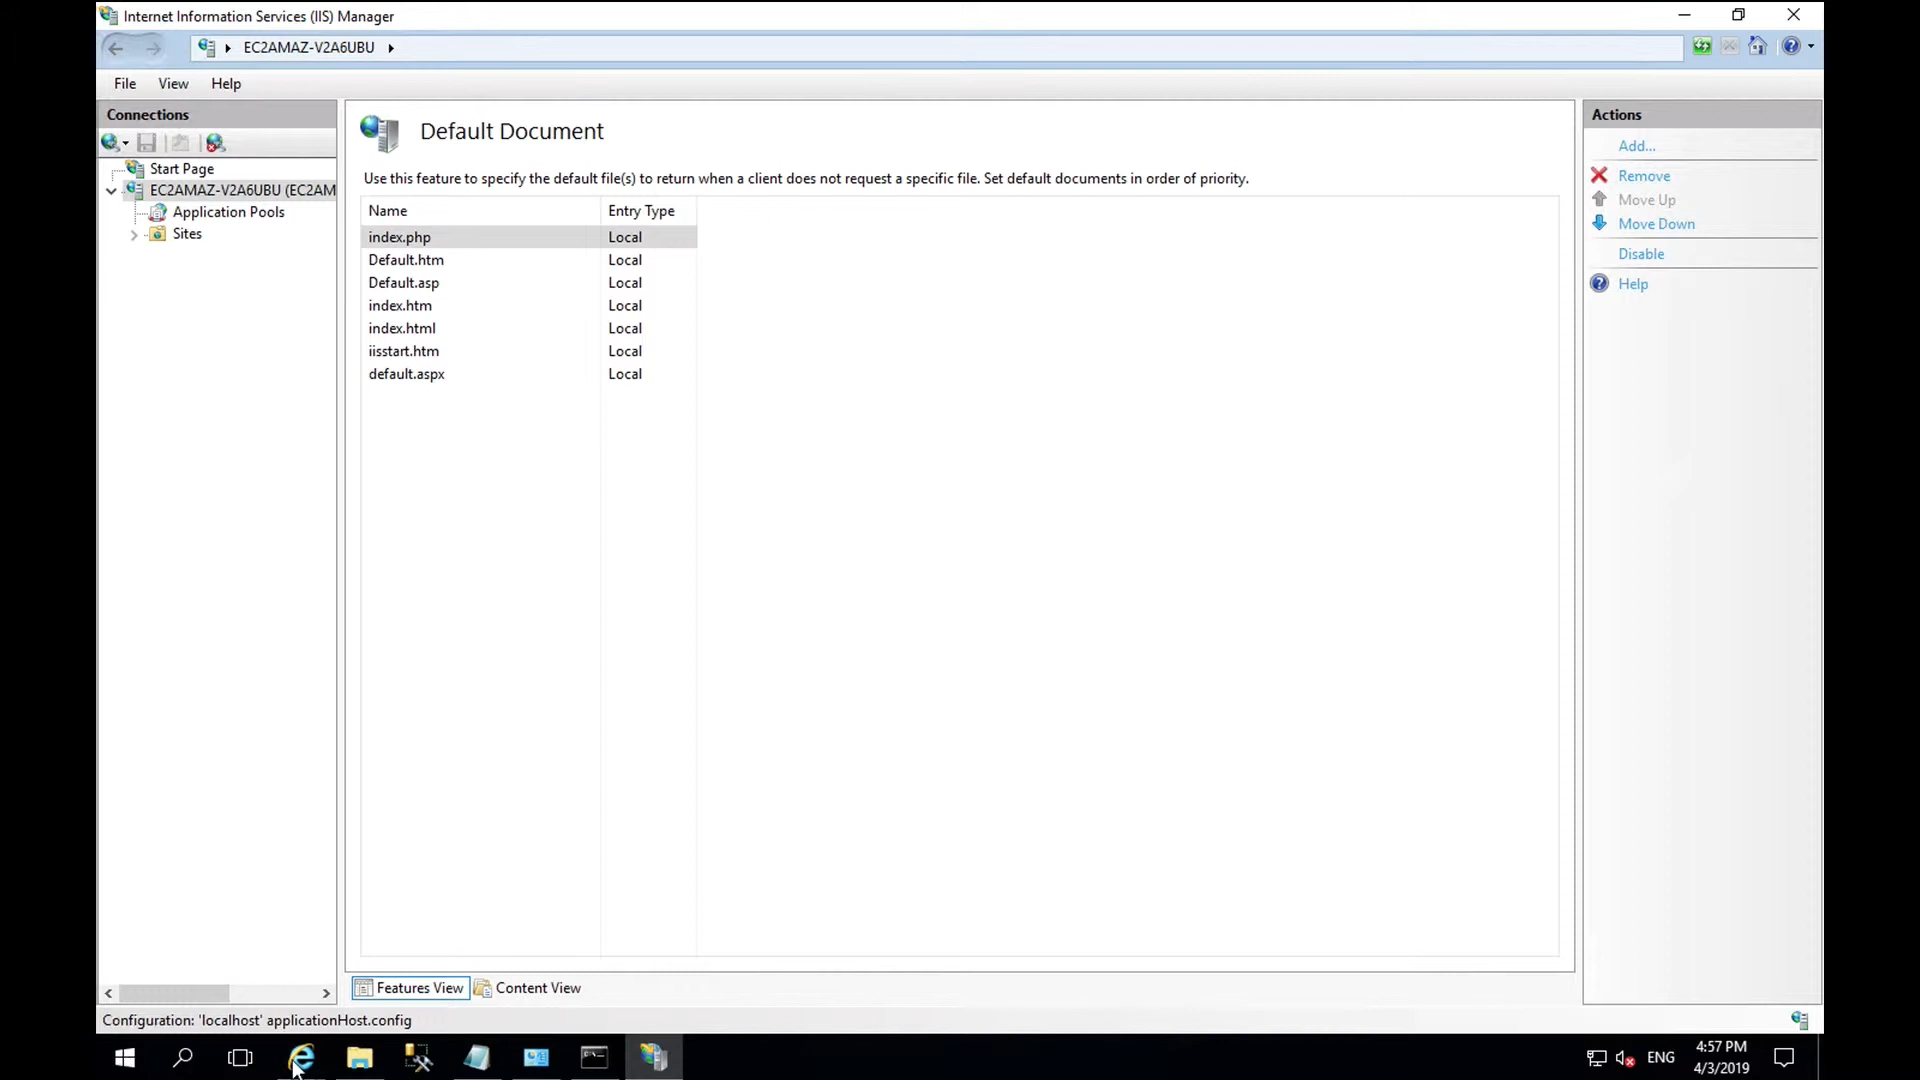 Internet Information Services (IIS) Manager
EC2AMAZ-V2A6UBU
File View Help
Connections
Start Page
EC2AMAZ-V2A6UBU (EC2AM
Application Pools
Sites
Default Document
Use this feature to specify the default file(s) to return when a client does not request a specific file. Set default documents in order of priority.
Name Entry Type
index.php Local
Default.htm Local
Default.asp Local
index.htm Local
index.html Local
iisstart.htm Local
default.aspx Local
Features View Content View
Actions
Add...
Remove
Move Up
Move Down
Disable
Help
Configuration: 'localhost' applicationHost.config
ENG
4:57 PM
4/3/2019